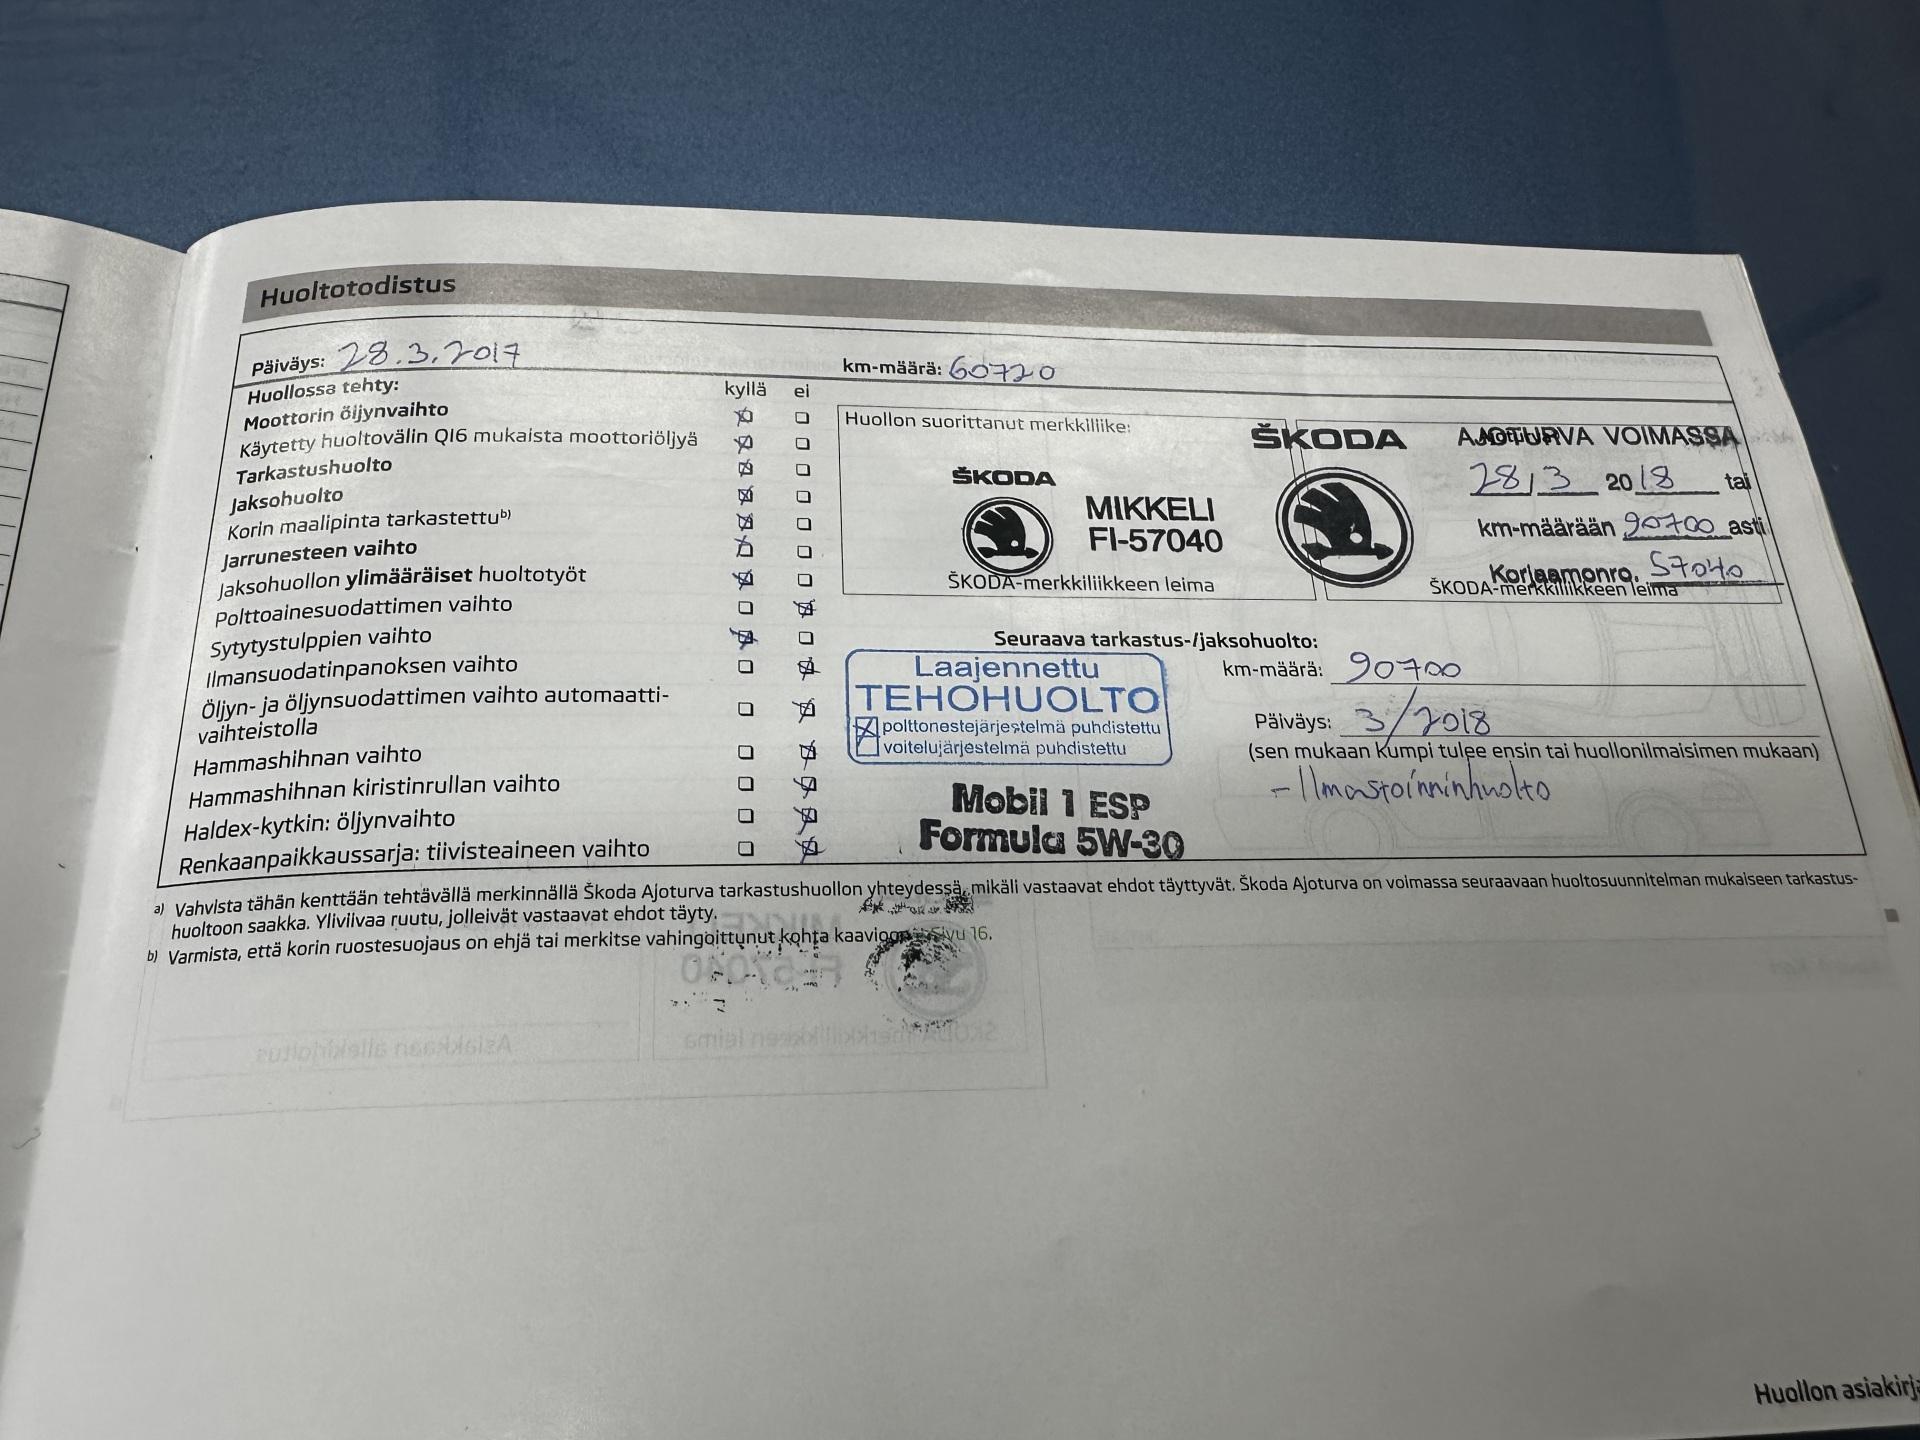 Huoltotodistus
Päiväys: 28.3.2017
km-määrä: 60720
Huollossa tehty: kyllä ei
Moottorin öljynvaihto
Käytetty huoltovälin QI6 mukaista moottoriöljyä
Tarkastushuolto
Jaksohuolto
Korin maalipinta tarkastettu b)
Jarrunesteen vaihto
Jaksohuollon ylimääräiset huoltotyöt
Polttoainesuodattimen vaihto
Sytytystulppien vaihto
Ilmansuodatinpanoksen vaihto
Öljyn- ja öljynsuodattimen vaihto automaatti-
vaihteistolla
Hammashihnan vaihto
Hammashihnan kiristinrullan vaihto
Haldex-kytkin: öljynvaihto
Renkaanpaikkaussarja: tiivisteaineen vaihto
Huollon suorittanut merkkiliike:
ŠKODA
MIKKELI
FI-57040
ŠKODA-merkkiliikkeen leima
ŠKODA
AJOTURVA VOIMASSA
28/3 2018 tai
km-määrään 90700 asti
Korjaamonro. 57040
ŠKODA-merkkiliikkeen leima
Seuraava tarkastus-/jaksohuolto:
km-määrä: 90700
Päiväys: 3/2018
(sen mukaan kumpi tulee ensin tai huollonilmaisimen mukaan)
- Ilmastoinninhuolto
Laajennettu
TEHOHUOLTO
polttonestejärjestelmä puhdistettu
voitelujärjestelmä puhdistettu
Mobil 1 ESP
Formula 5W-30
a) Vahvista tähän kenttään tehtävällä merkinnällä Škoda Ajoturva tarkastushuollon yhteydessä, mikäli vastaavat ehdot täyttyvät. Škoda Ajoturva on voimassa seuraavaan huoltosuunnitelman mukaiseen tarkastus-
huoltoon saakka. Yliviivaa ruutu, jolleivät vastaavat ehdot täyty.
b) Varmista, että korin ruostesuojaus on ehjä tai merkitse vahingoittunut kohta kaavioon Sivu 16.
Huollon asiakirja